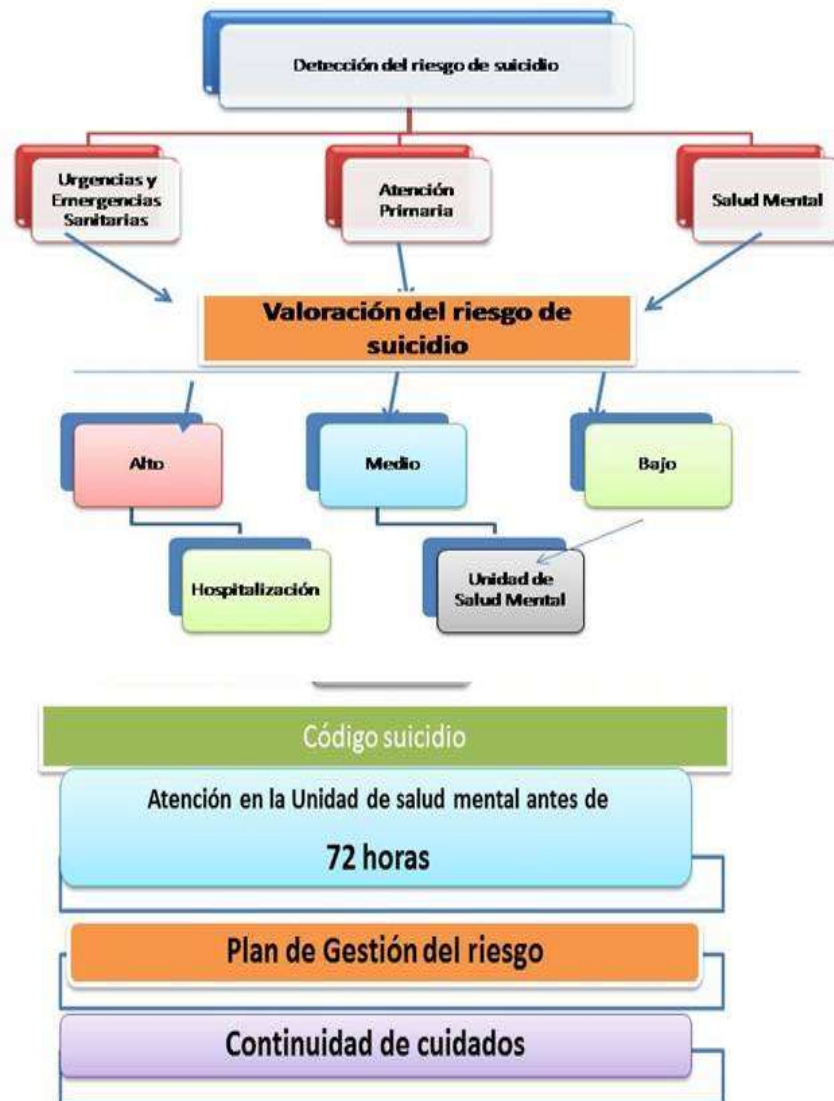 Detección del riesgo de suicidio
Urgencias y
Emergencias
Sanitarias
Atención
Primaria
Salud Mental
Valoración del riesgo de
suicidio
Alto
Medio
Bajo
Hospitalización
Unidad de
Salud Mental
Código suicidio
Atención en la Unidad de salud mental antes de
72 horas
Plan de Gestión del riesgo
Continuidad de cuidados